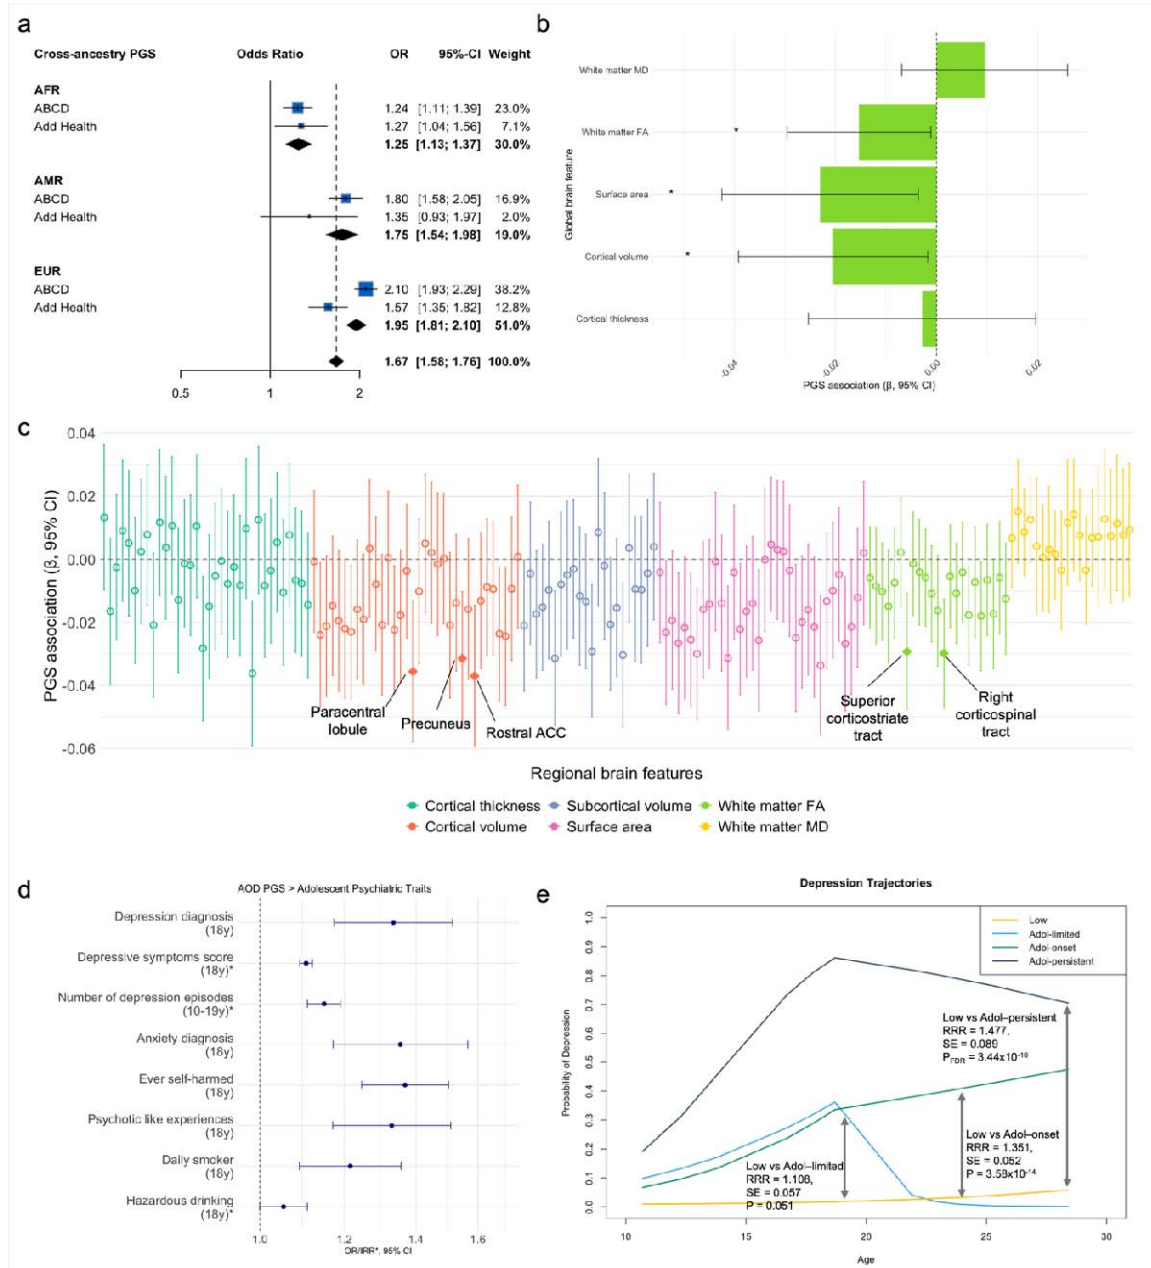 a
Cross-ancestry PGS Odds Ratio OR 95%-CI Weight
AFR
ABCD 1.24 [1.11; 1.39] 23.0%
Add Health 1.27 [1.04; 1.56] 7.1%
1.25 [1.13; 1.37] 30.0%
AMR
ABCD 1.80 [1.58; 2.05] 16.9%
Add Health 1.35 [0.93; 1.97] 2.0%
1.75 [1.54; 1.98] 19.0%
EUR
ABCD 2.10 [1.93; 2.29] 38.2%
Add Health 1.57 [1.35; 1.82] 12.8%
1.95 [1.81; 2.10] 51.0%
1.67 [1.58; 1.76] 100.0%
0.5 1 2
b
Global brain feature
White matter MD
White matter FA *
Surface area *
Cortical volume *
Cortical thickness
-0.04 -0.02 0.00 0.02
PGS association (β, 95% CI)
c
PGS association (β, 95% CI)
0.04
0.02
0.00
-0.02
-0.04
-0.06
Paracentral
lobule
Precuneus
Rostral ACC
Superior
corticostriate
tract
Right
corticospinal
tract
Regional brain features
Cortical thickness Subcortical volume White matter FA
Cortical volume Surface area White matter MD
d
AOD PGS > Adolescent Psychiatric Traits
Depression diagnosis
(18y)
Depressive symptoms score
(18y)*
Number of depression episodes
(10-19y)*
Anxiety diagnosis
(18y)
Ever self-harmed
(18y)
Psychotic like experiences
(18y)
Daily smoker
(18y)
Hazardous drinking
(18y)*
1.0 1.2 1.4 1.6
OR/IRR*, 95% CI
e
Depression Trajectories
Probability of Depression
1.0
0.9
0.8
0.7
0.6
0.5
0.4
0.3
0.2
0.1
0.0
Low
Adol-limited
Adol-onset
Adol-persistent
Low vs Adol–persistent
RRR = 1.477,
SE = 0.089
PFDR = 3.44x10-10
Low vs Adol–onset
RRR = 1.351,
SE = 0.052
P = 3.58x10-14
Low vs Adol–limited
RRR = 1.108,
SE = 0.057
P = 0.051
10 15 20 25 30
Age